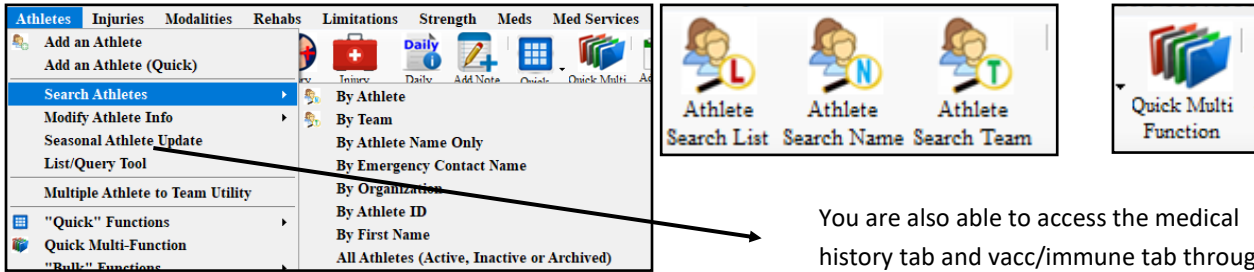 Athletes Injuries Modalities Rehabs Limitations Strength Meds Med Services
Add an Athlete
Add an Athlete (Quick)
Search Athletes
Modify Athlete Info
Seasonal Athlete Update
List/Query Tool
Multiple Athlete to Team Utility
"Quick" Functions
Quick Multi-Function
"Bulk" Functions
Daily
Injury Daily Add Note Quick Quick Multi
By Athlete
By Team
By Athlete Name Only
By Emergency Contact Name
By Organization
By Athlete ID
By First Name
All Athletes (Active, Inactive or Archived)
L N T
Athlete Athlete Athlete
Search List Search Name Search Team
Quick Multi
Function
You are also able to access the medical
history tab and vacc/immune tab throug